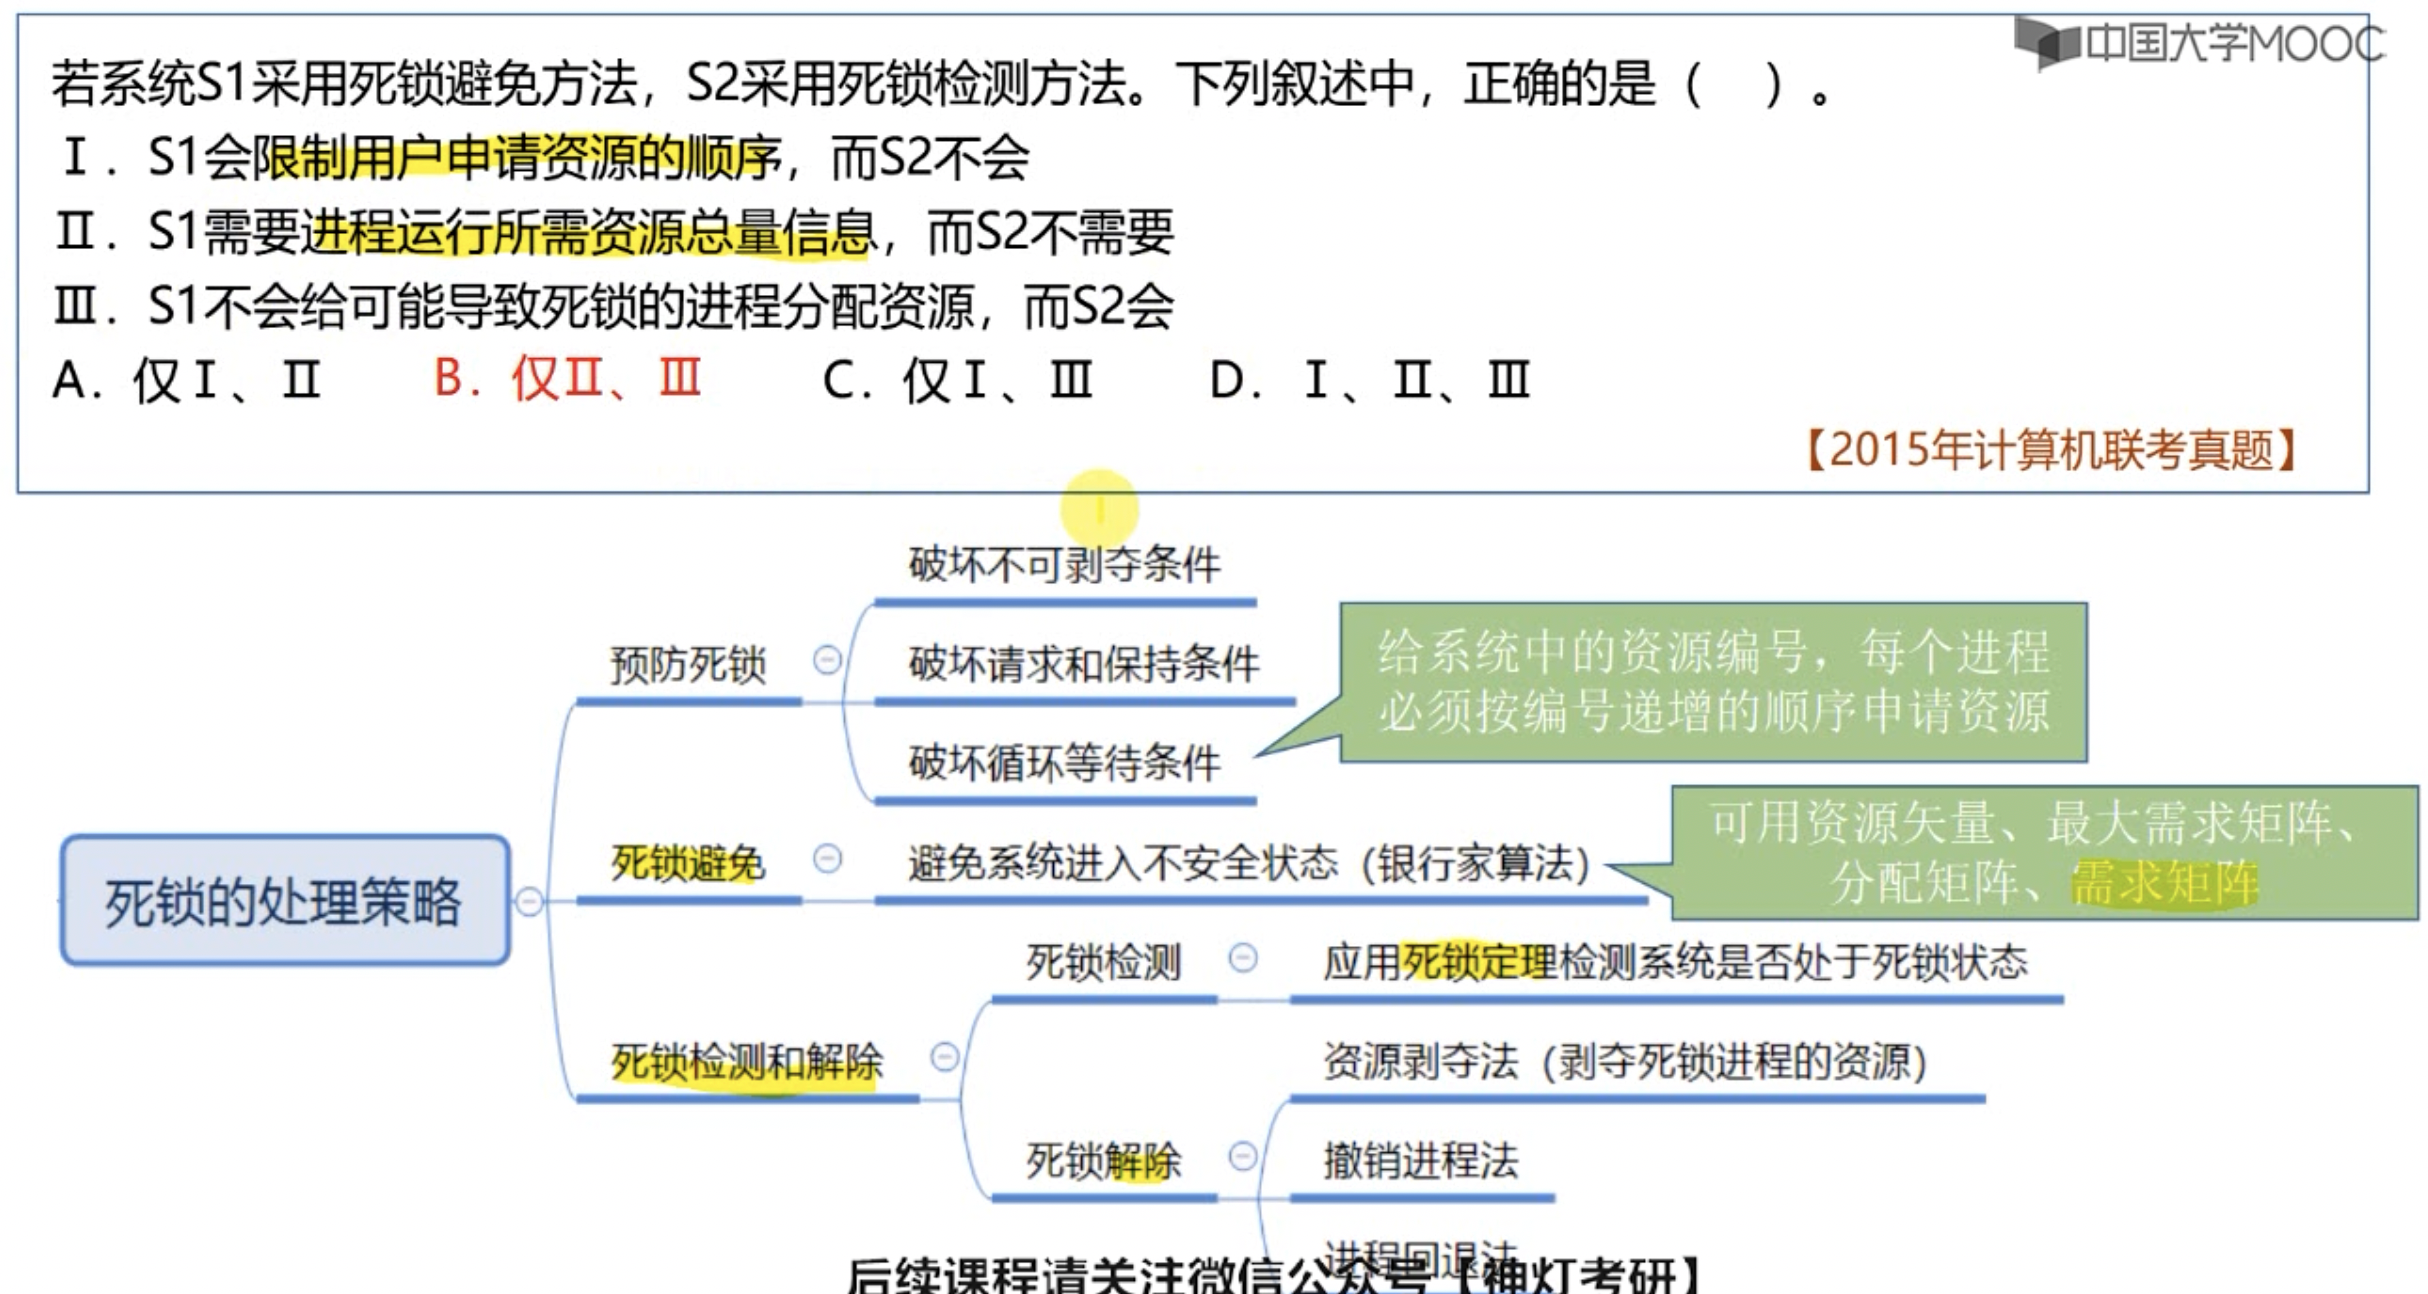 中国大学MOOC
若系统S1采用死锁避免方法，S2采用死锁检测方法。下列叙述中，正确的是（　）。
Ⅰ．S1会限制用户申请资源的顺序，而S2不会
Ⅱ．S1需要进程运行所需资源总量信息，而S2不需要
Ⅲ．S1不会给可能导致死锁的进程分配资源，而S2会
A．仅Ⅰ、Ⅱ　B．仅Ⅱ、Ⅲ　C．仅Ⅰ、Ⅲ　D．Ⅰ、Ⅱ、Ⅲ
【2015年计算机联考真题】
死锁的处理策略
预防死锁
破坏不可剥夺条件
破坏请求和保持条件
破坏循环等待条件
给系统中的资源编号，每个进程
必须按编号递增的顺序申请资源
死锁避免
避免系统进入不安全状态（银行家算法）
可用资源矢量、最大需求矩阵、
分配矩阵、需求矩阵
死锁检测和解除
死锁检测
应用死锁定理检测系统是否处于死锁状态
死锁解除
资源剥夺法（剥夺死锁进程的资源）
撤销进程法
进程回退法
后续课程请关注微信公众号【神灯考研】